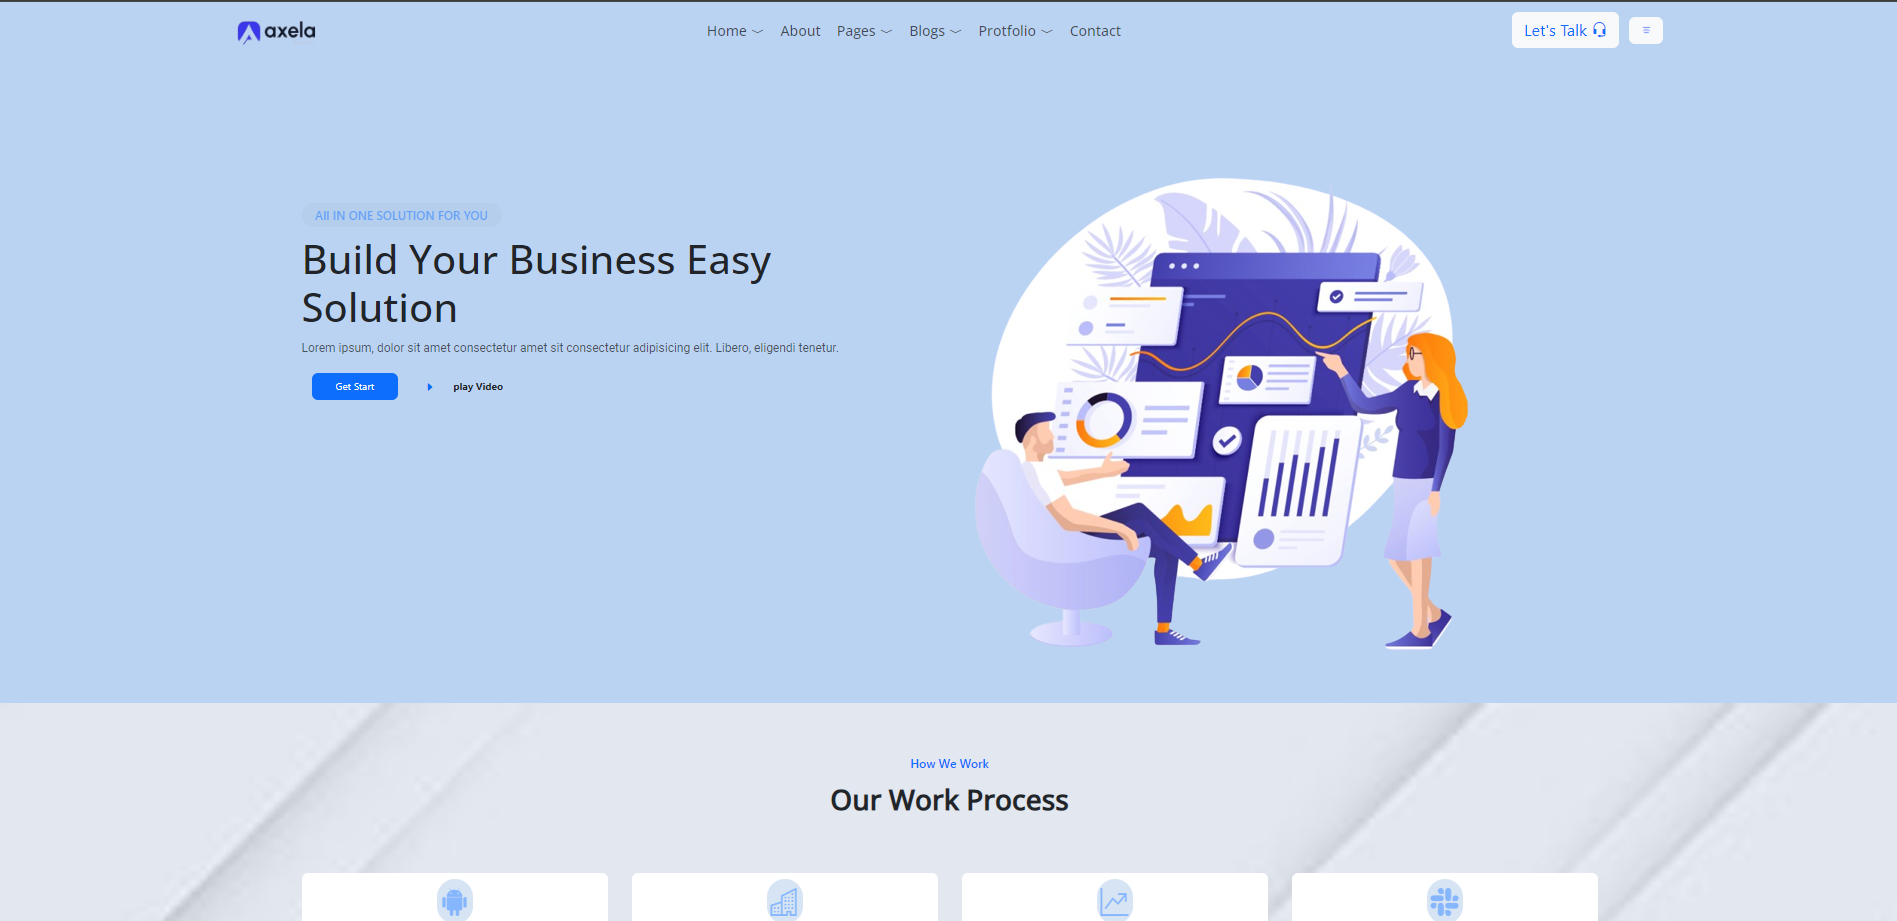 axela
Home About Pages Blogs Protfolio Contact
Let's Talk
All IN ONE SOLUTION FOR YOU
Build Your Business Easy
Solution
Lorem ipsum, dolor sit amet consectetur amet sit consectetur adipisicing elit. Libero, eligendi tenetur.
Get Start
play Video
How We Work
Our Work Process